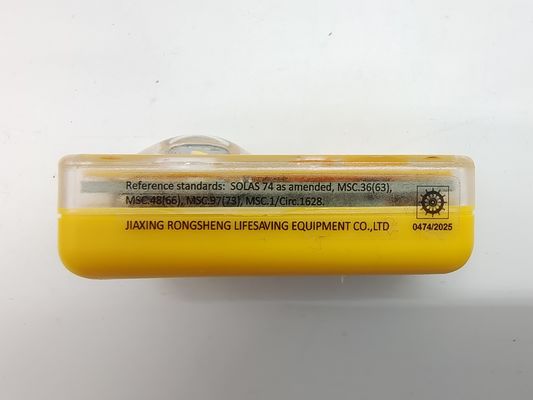 Reference standards: SOLAS 74 as amended, MSC.36(63),
MSC.48(66), MSC.97(73), MSC.1/Circ.1628.
JIAXING RONGSHENG LIFESAVING EQUIPMENT CO.,LTD
0474/2025